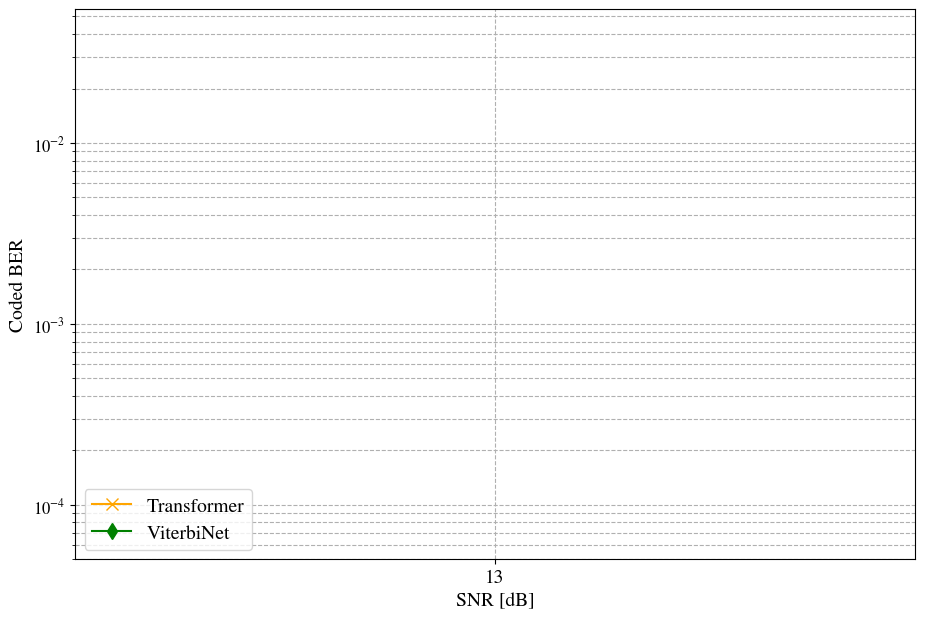 10⁻²
10⁻³
10⁻⁴
Coded BER
Transformer
ViterbiNet
13
SNR [dB]